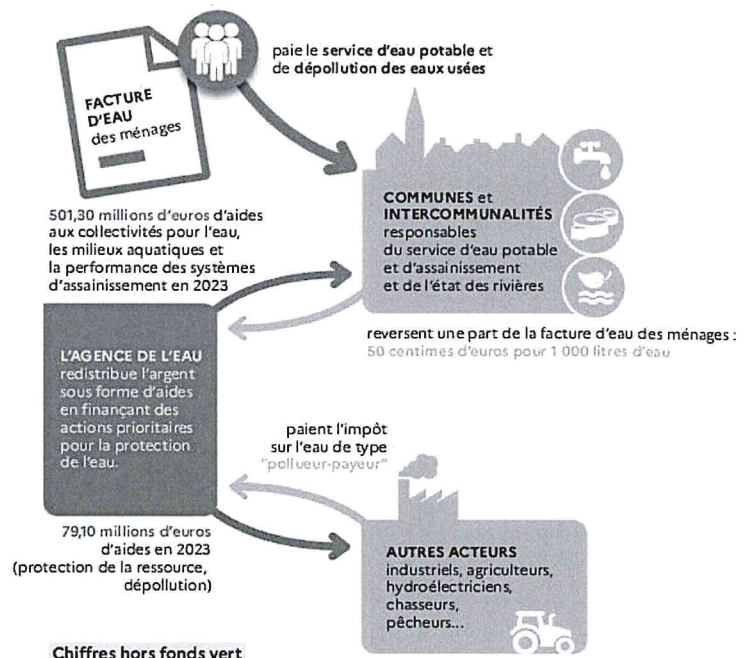 FACTURE
D'EAU
des ménages
paie le service d'eau potable et
de dépollution des eaux usées
COMMUNES et
INTERCOMMUNALITÉS
responsables
du service d'eau potable
et d'assainissement
et de l'état des rivières
501,30 millions d'euros d'aides
aux collectivités pour l'eau,
les milieux aquatiques et
la performance des systèmes
d'assainissement en 2023
reversent une part de la facture d'eau des ménages :
50 centimes d'euros pour 1 000 litres d'eau
L'AGENCE DE L'EAU
redistribue l'argent
sous forme d'aides
en finançant des
actions prioritaires
pour la protection
de l'eau.
paient l'impôt
sur l'eau de type
"pollueur-payeur"
79,10 millions d'euros
d'aides en 2023
(protection de la ressource,
dépollution)
AUTRES ACTEURS
industriels, agriculteurs,
hydroélectriciens,
chasseurs,
pêcheurs...
Chiffres hors fonds vert